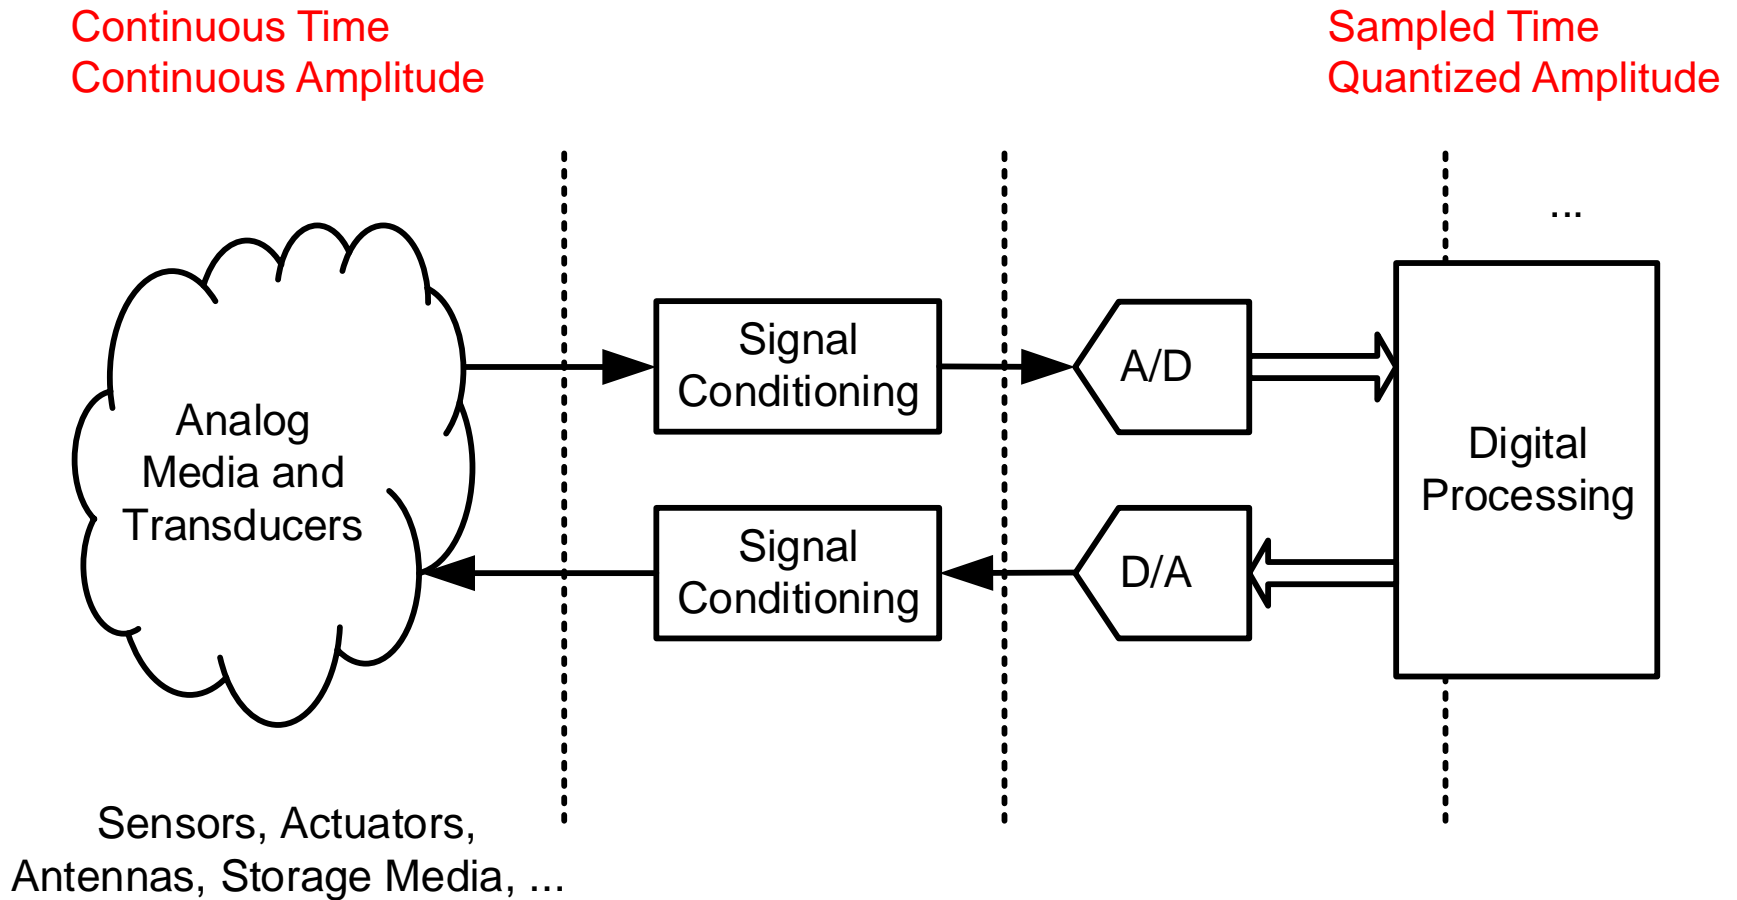 Continuous Time
Continuous Amplitude
Sampled Time
Quantized Amplitude
...
Signal
Conditioning
A/D
Analog
Media and
Transducers
Digital
Processing
Signal
Conditioning
D/A
Sensors, Actuators,
Antennas, Storage Media, ...